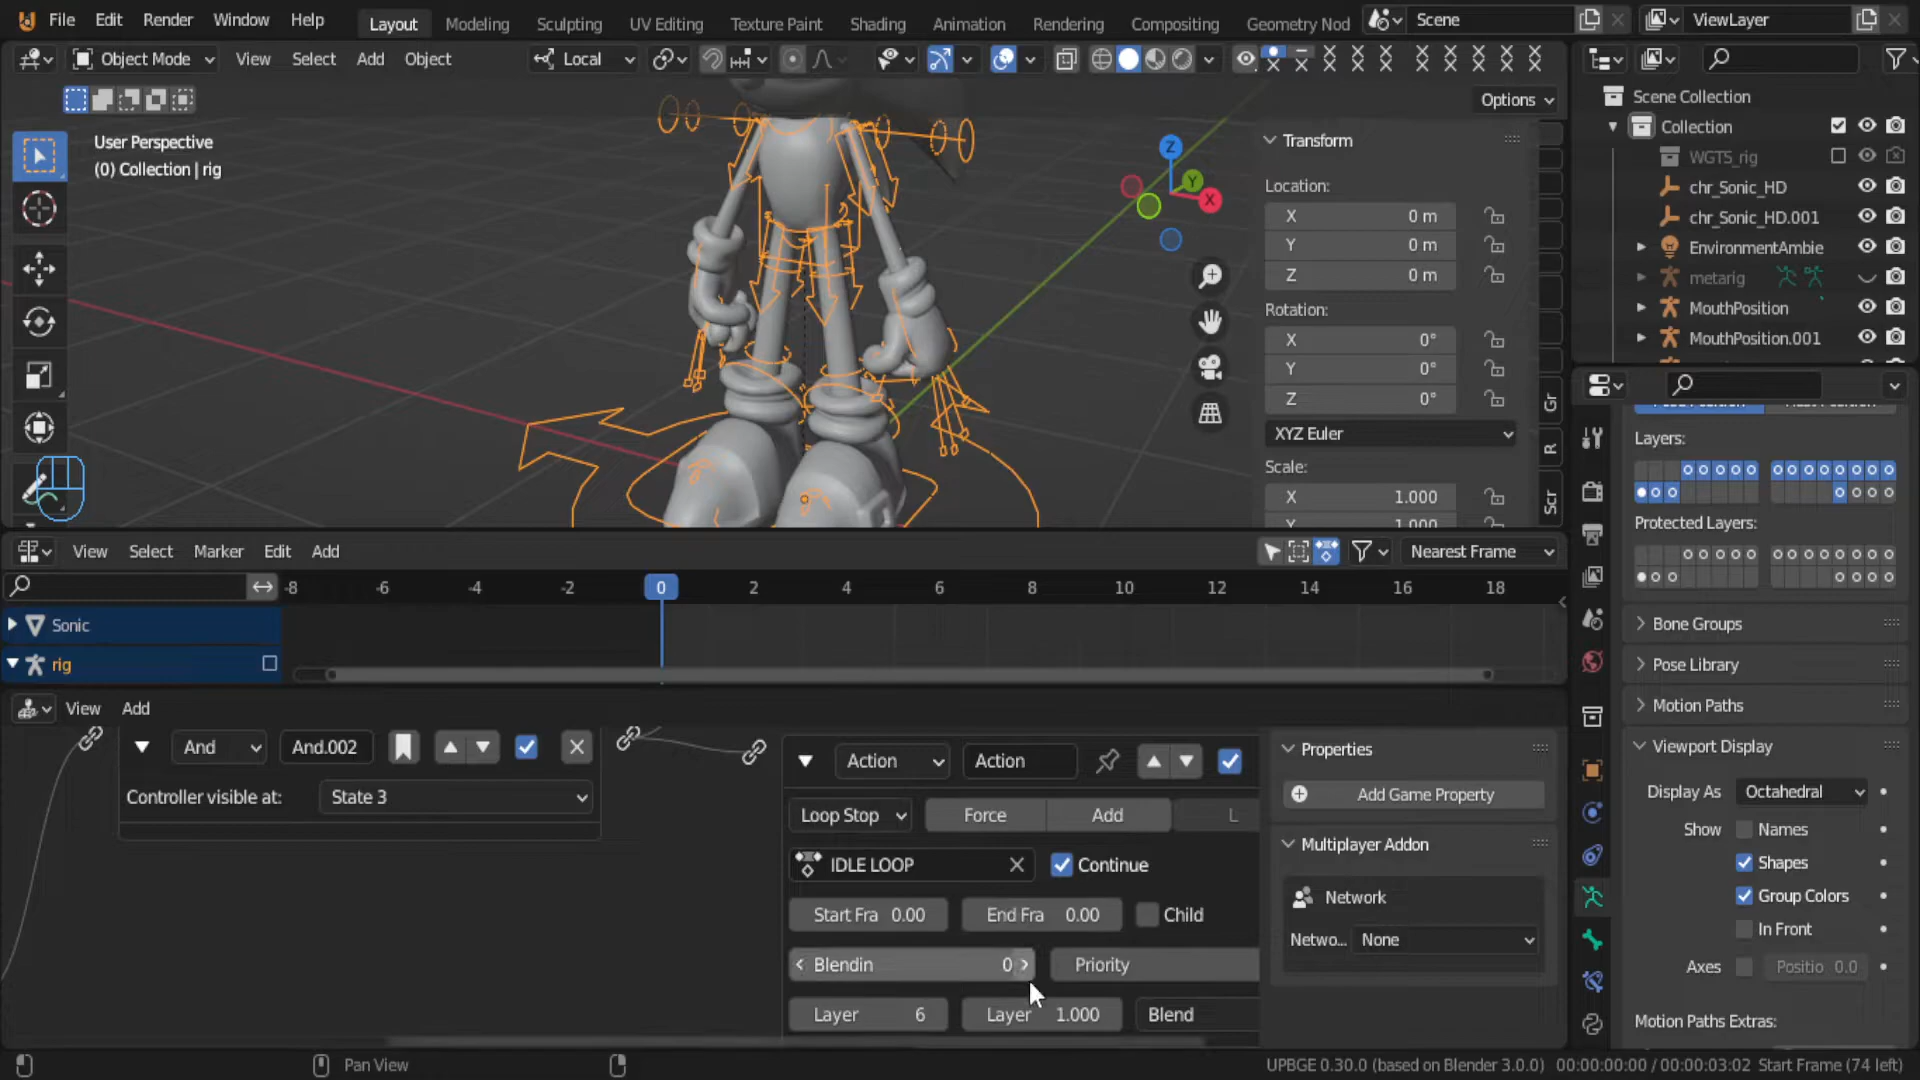 File Edit Render Window Help Layout Modeling Sculpting UV Editing Texture Paint Shading Animation Rendering Compositing Geometry Nod Scene ViewLayer
Object Mode View Select Add Object Local
Options
User Perspective
(0) Collection | rig
Z
Y
X
Transform
Location:
X 0 m
Y 0 m
Z 0 m
Rotation:
X 0°
Y 0°
Z 0°
XYZ Euler
Scale:
X 1.000
Y 1.000
Gr
R
Scr
Scene Collection
Collection
WGTS_rig
chr_Sonic_HD
chr_Sonic_HD.001
EnvironmentAmbie
metarig
MouthPosition
MouthPosition.001
Layers:
Protected Layers:
Bone Groups
Pose Library
Motion Paths
Viewport Display
Display As Octahedral
Show Names
Shapes
Group Colors
In Front
Axes Positio 0.0
Motion Paths Extras:
View Select Marker Edit Add Nearest Frame
-8 -6 -4 -2 0 2 4 6 8 10 12 14 16 18
Sonic
rig
View Add
And And.002
Controller visible at: State 3
Action Action
Loop Stop Force Add L
IDLE LOOP Continue
Start Fra 0.00 End Fra 0.00 Child
Blendin 0 Priority
Layer 6 Layer 1.000 Blend
Properties
Add Game Property
Multiplayer Addon
Network
Netwo... None
Pan View
UPBGE 0.30.0 (based on Blender 3.0.0) 00:00:00:00 / 00:00:03:02 Start Frame (74 left)